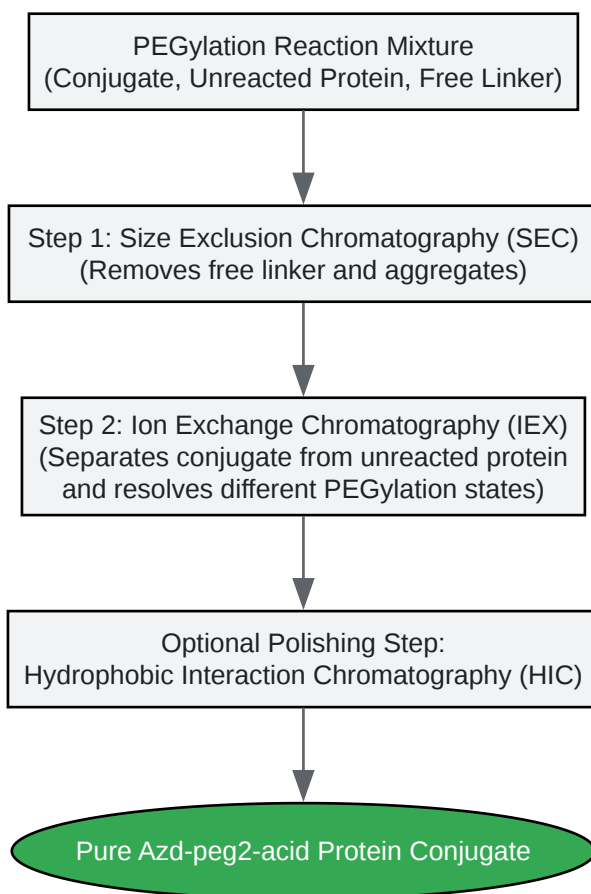 PEGylation Reaction Mixture
(Conjugate, Unreacted Protein, Free Linker)
Step 1: Size Exclusion Chromatography (SEC)
(Removes free linker and aggregates)
Step 2: Ion Exchange Chromatography (IEX)
(Separates conjugate from unreacted protein
and resolves different PEGylation states)
Optional Polishing Step:
Hydrophobic Interaction Chromatography (HIC)
Pure Azd-peg2-acid Protein Conjugate